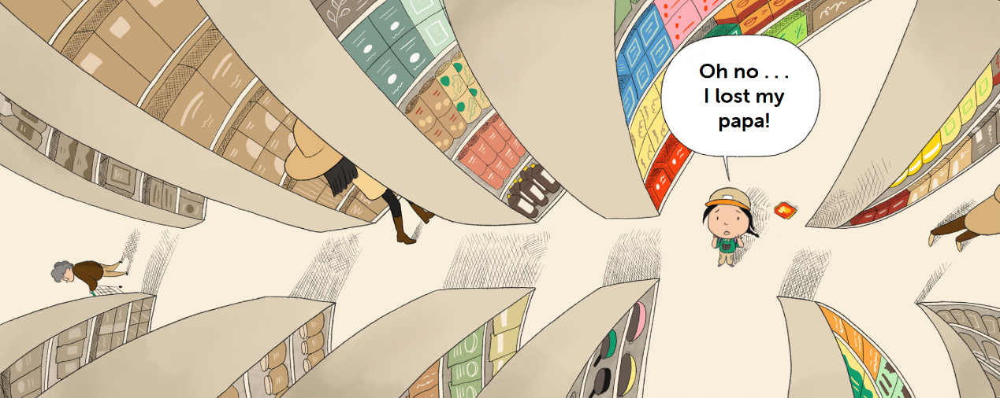 Oh no . . .
I lost my
papa!